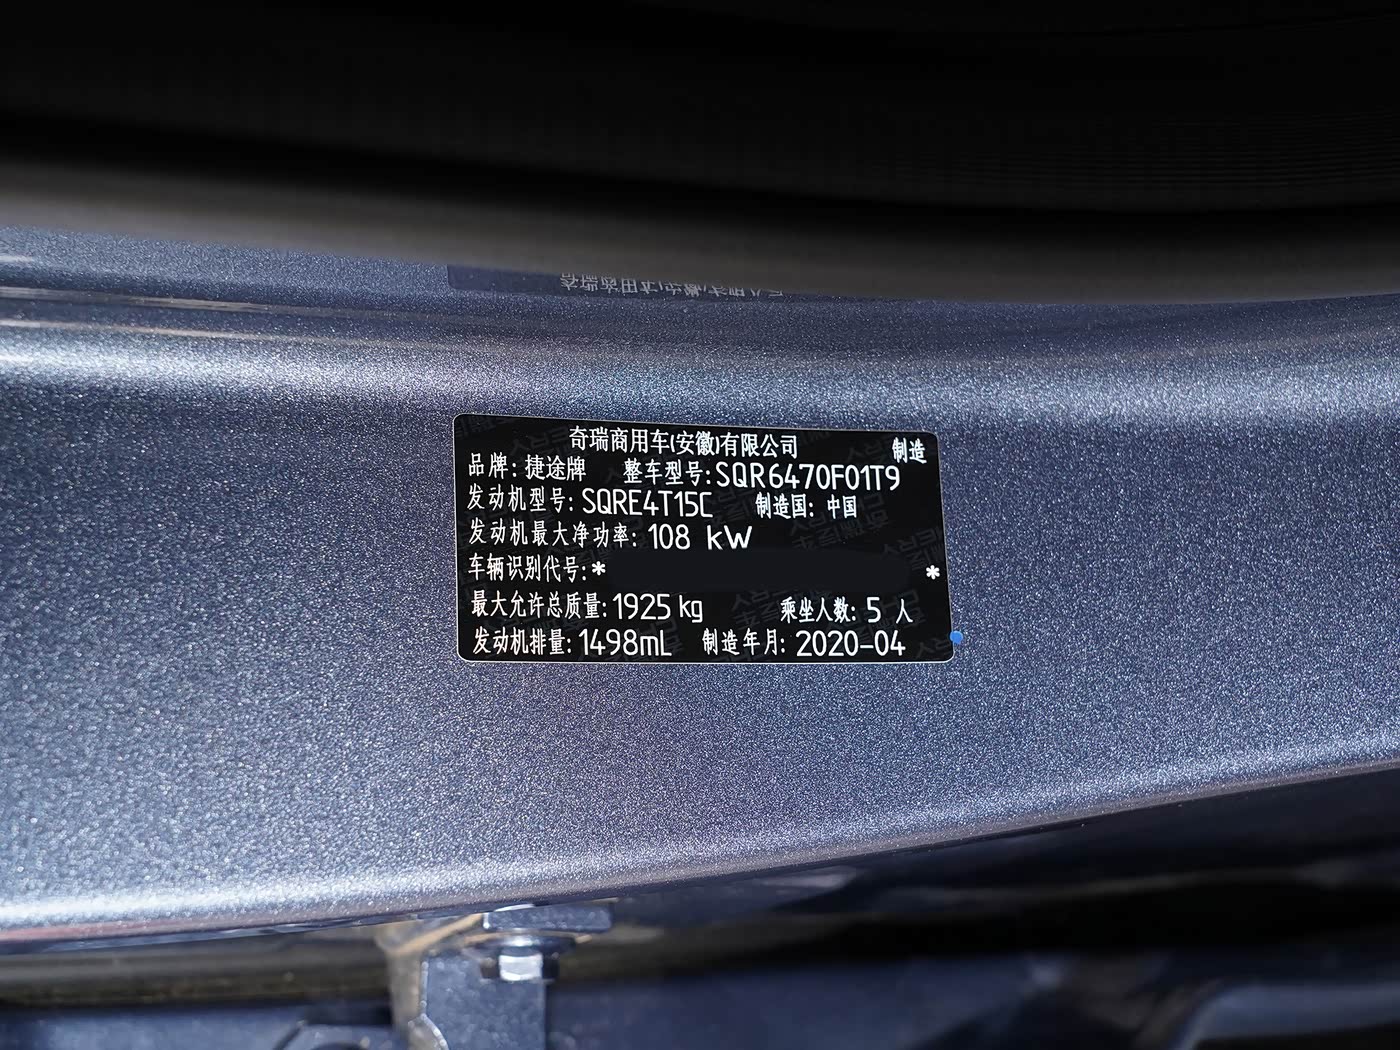 奇瑞商用车(安徽)有限公司 制造
品牌: 捷途牌 整车型号: SQR6470F01T9
发动机型号: SQRE4T15C 制造国: 中国
发动机最大净功率: 108 kW
车辆识别代号: * *
最大允许总质量: 1925 kg 乘坐人数: 5 人
发动机排量: 1498mL 制造年月: 2020-04